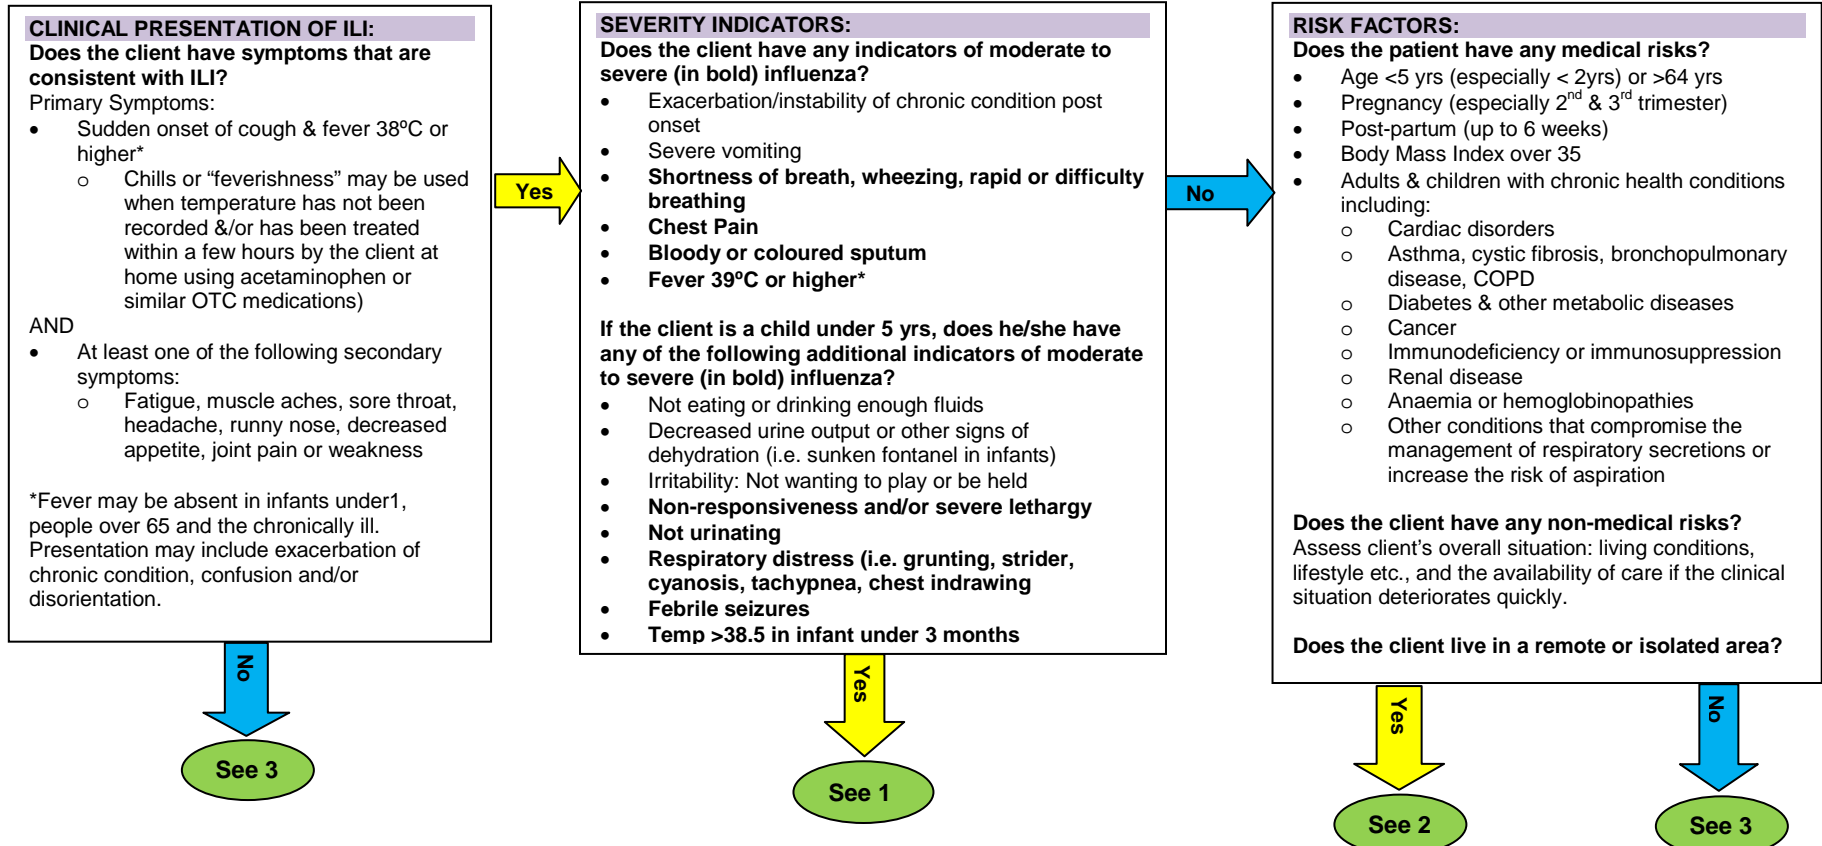 CLINICAL PRESENTATION OF ILI:
Does the client have symptoms that are
consistent with ILI?
Primary Symptoms:
• Sudden onset of cough & fever 38ºC or
higher*
o Chills or “feverishness” may be used
when temperature has not been
recorded &/or has been treated
within a few hours by the client at
home using acetaminophen or
similar OTC medications)
AND
• At least one of the following secondary
symptoms:
o Fatigue, muscle aches, sore throat,
headache, runny nose, decreased
appetite, joint pain or weakness
*Fever may be absent in infants under1,
people over 65 and the chronically ill.
Presentation may include exacerbation of
chronic condition, confusion and/or
disorientation.
No
See 3
Yes
SEVERITY INDICATORS:
Does the client have any indicators of moderate to
severe (in bold) influenza?
• Exacerbation/instability of chronic condition post
onset
• Severe vomiting
• Shortness of breath, wheezing, rapid or difficulty
breathing
• Chest Pain
• Bloody or coloured sputum
• Fever 39ºC or higher*
If the client is a child under 5 yrs, does he/she have
any of the following additional indicators of moderate
to severe (in bold) influenza?
• Not eating or drinking enough fluids
• Decreased urine output or other signs of
dehydration (i.e. sunken fontanel in infants)
• Irritability: Not wanting to play or be held
• Non-responsiveness and/or severe lethargy
• Not urinating
• Respiratory distress (i.e. grunting, strider,
cyanosis, tachypnea, chest indrawing
• Febrile seizures
• Temp >38.5 in infant under 3 months
Yes
See 1
No
RISK FACTORS:
Does the patient have any medical risks?
• Age <5 yrs (especially < 2yrs) or >64 yrs
• Pregnancy (especially 2nd & 3rd trimester)
• Post-partum (up to 6 weeks)
• Body Mass Index over 35
• Adults & children with chronic health conditions
including:
o Cardiac disorders
o Asthma, cystic fibrosis, bronchopulmonary
disease, COPD
o Diabetes & other metabolic diseases
o Cancer
o Immunodeficiency or immunosuppression
o Renal disease
o Anaemia or hemoglobinopathies
o Other conditions that compromise the
management of respiratory secretions or
increase the risk of aspiration
Does the client have any non-medical risks?
Assess client’s overall situation: living conditions,
lifestyle etc., and the availability of care if the clinical
situation deteriorates quickly.
Does the client live in a remote or isolated area?
Yes
See 2
No
See 3